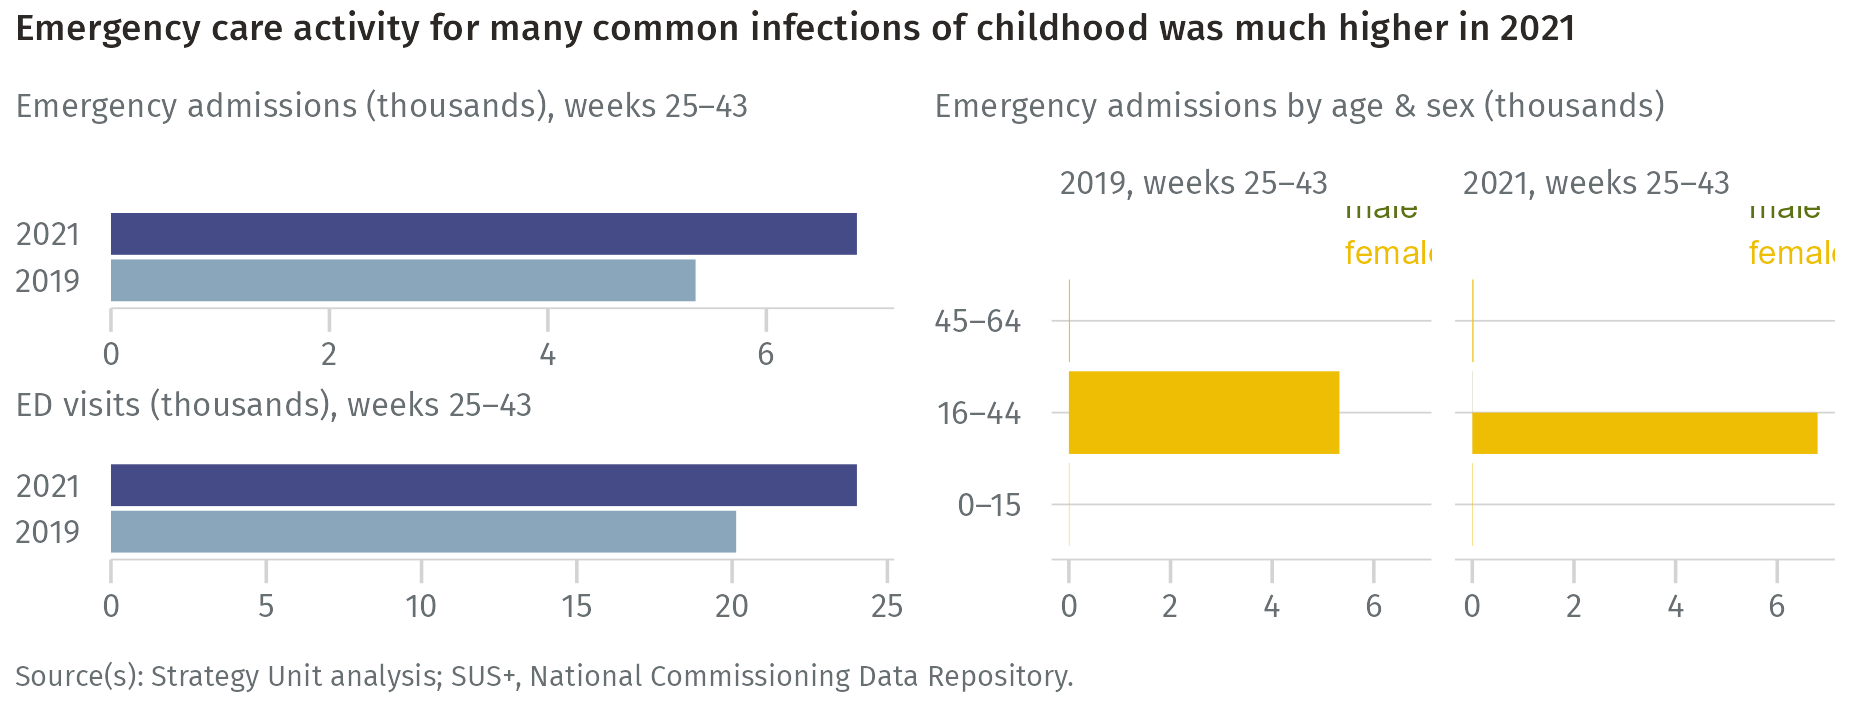 Emergency care activity for many common infections of childhood was much higher in 2021
Emergency admissions (thousands), weeks 25–43
2021
2019
0 2 4 6
ED visits (thousands), weeks 25–43
2021
2019
0 5 10 15 20 25
Emergency admissions by age & sex (thousands)
2019, weeks 25–43
male
femal
2021, weeks 25–43
male
femal
45–64
16–44
0–15
0 2 4 6
0 2 4 6
Source(s): Strategy Unit analysis; SUS+, National Commissioning Data Repository.